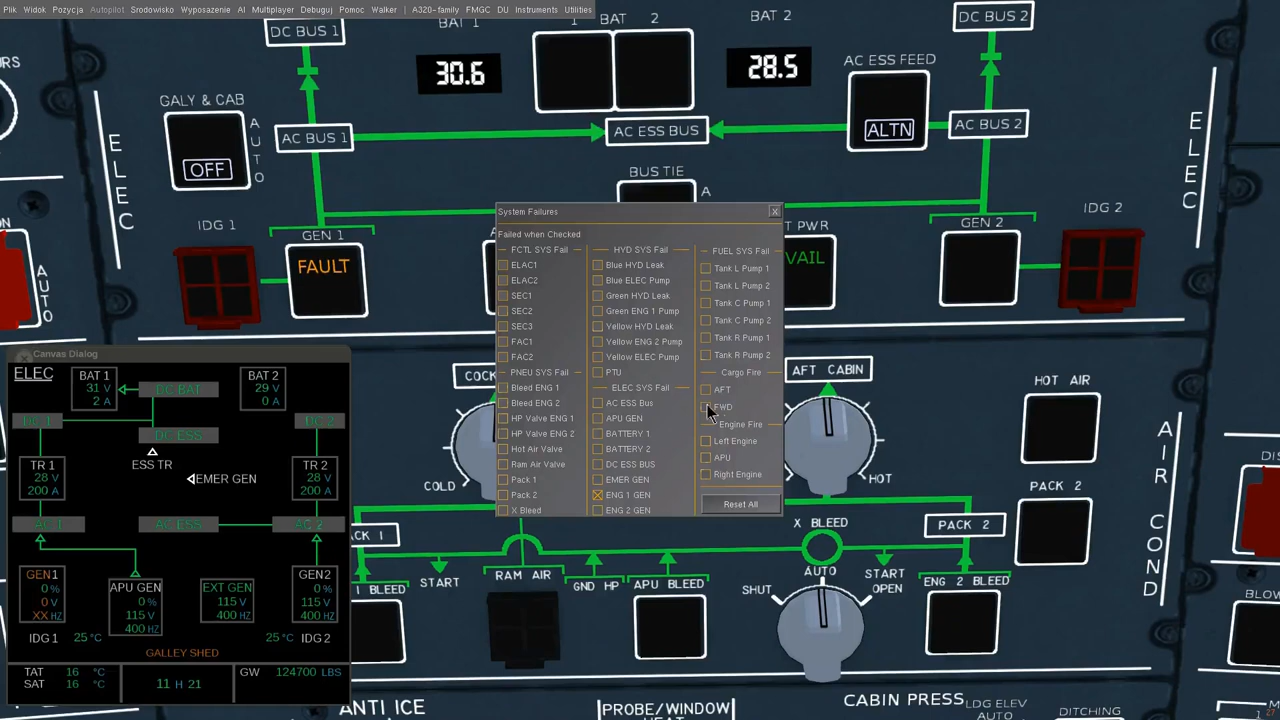 Plik Widok Pozycja Autopilot Środowisko Wyposazenie AI Multiplayer Debuguj Pomoc Walker | A320-family FMGC DU Instruments Utilities
DC BUS 1
BAT 1
30.6
1 BAT 2
BAT 2
28.5
DC BUS 2
AC ESS FEED
ALTN
GALY & CAB
OFF
AUTO
ELEC
AC BUS 1
AC ESS BUS
AC BUS 2
ELEC
BUS TIE
A
IDG 1
GEN 1
FAULT
AUTO
GEN 2
IDG 2
System Failures
X
Failed when Checked
FCTL SYS Fail
ELAC1
ELAC2
SEC1
SEC2
SEC3
FAC1
FAC2
PNEU SYS Fail
Bleed ENG 1
Bleed ENG 2
HP Valve ENG 1
HP Valve ENG 2
Hot Air Valve
Ram Air Valve
Pack 1
Pack 2
X Bleed
HYD SYS Fail
Blue HYD Leak
Blue ELEC Pump
Green HYD Leak
Green ENG 1 Pump
Yellow HYD Leak
Yellow ENG 2 Pump
Yellow ELEC Pump
PTU
ELEC SYS Fail
AC ESS Bus
APU GEN
BATTERY 1
BATTERY 2
DC ESS BUS
EMER GEN
ENG 1 GEN
ENG 2 GEN
FUEL SYS Fail
Tank L Pump 1
Tank L Pump 2
Tank C Pump 1
Tank C Pump 2
Tank R Pump 1
Tank R Pump 2
Cargo Fire
AFT
FWD
Engine Fire
Left Engine
APU
Right Engine
Reset All
Canvas Dialog
ELEC
BAT 1
31 V
2 A
DC BAT
BAT 2
29 V
0 A
DC 1
DC ESS
DC 2
TR 1
28 V
200 A
ESS TR
EMER GEN
TR 2
28 V
200 A
AC 1
AC ESS
AC 2
GEN 1
0 %
0 V
XX HZ
APU GEN
0 %
115 V
400 HZ
EXT GEN
115 V
400 HZ
GEN2
0 %
115 V
400 HZ
IDG 1 25 °C
25 °C IDG 2
GALLEY SHED
TAT 16 °C
SAT 16 °C
11 H 21
GW 124700 LBS
AFT CABIN
COLD
HOT
HOT AIR
AIR COND
PACK 2
PACK 2
START
RAM AIR
GND HP
APU BLEED
X BLEED
AUTO
SHUT
START
OPEN
ENG 2 BLEED
ANTI ICE
PROBE/WINDOW
HEAT
CABIN PRESS
LDG ELEV
AUTO
DITCHING